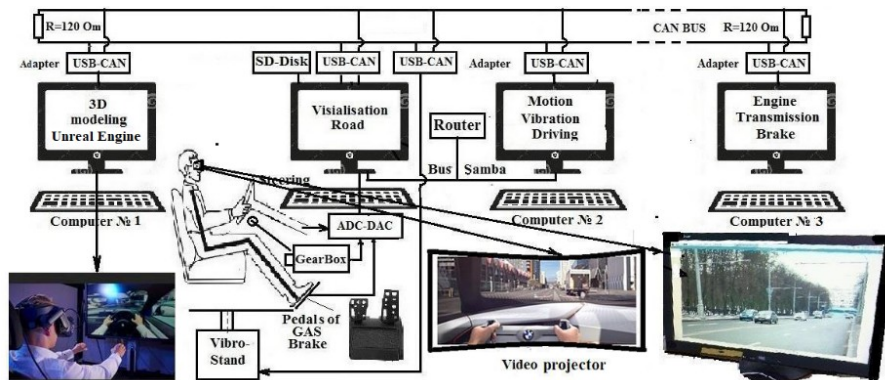 R=120 Om
CAN BUS
R=120 Om
Adapter
USB-CAN
SD-Disk
USB-CAN
USB-CAN
Adapter
USB-CAN
Adapter
USB-CAN
3D
modeling
Unreal Engine
Visialisation
Road
Router
Motion
Vibration
Driving
Engine
Transmission
Brake
Bus Samba
Steering
Computer № 1
ADC-DAC
Computer № 2
Computer № 3
GearBox
Pedals of
GAS
Brake
Vibro-
Stand
Video projector